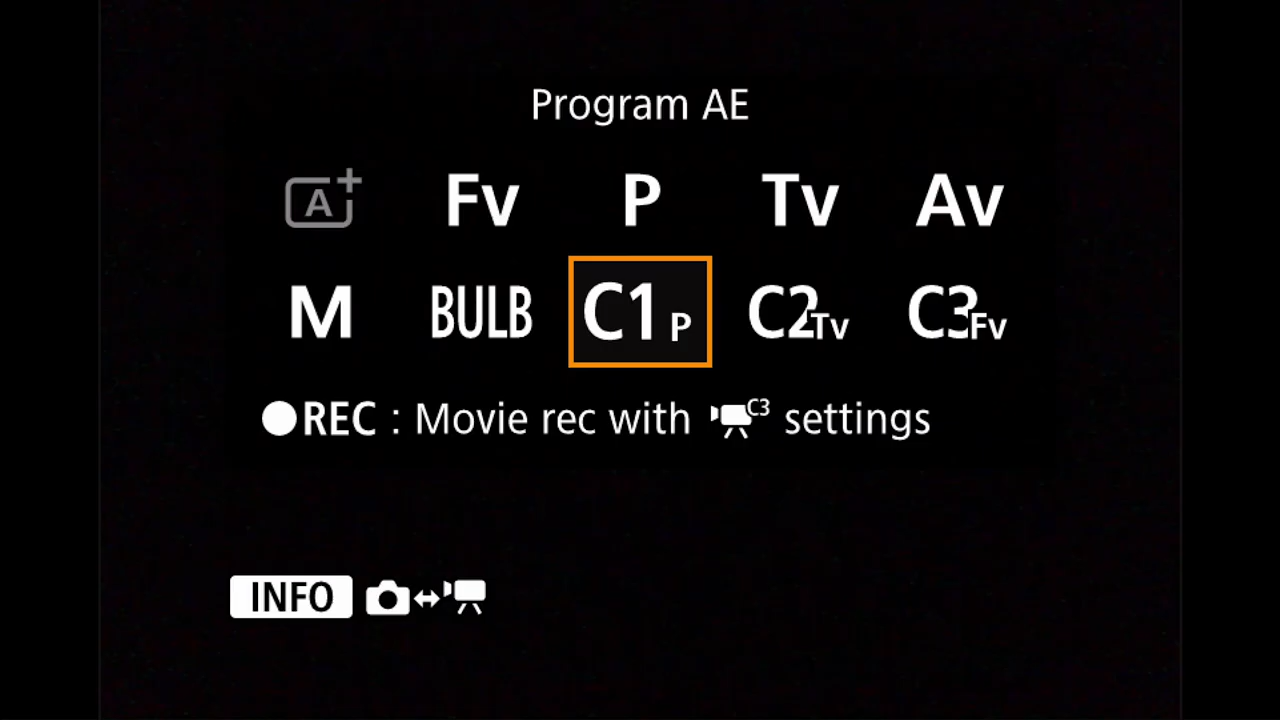 Program AE
A+ Fv P Tv Av
M BULB C1 P C2 Tv C3 Fv
REC : Movie rec with C3 settings
INFO